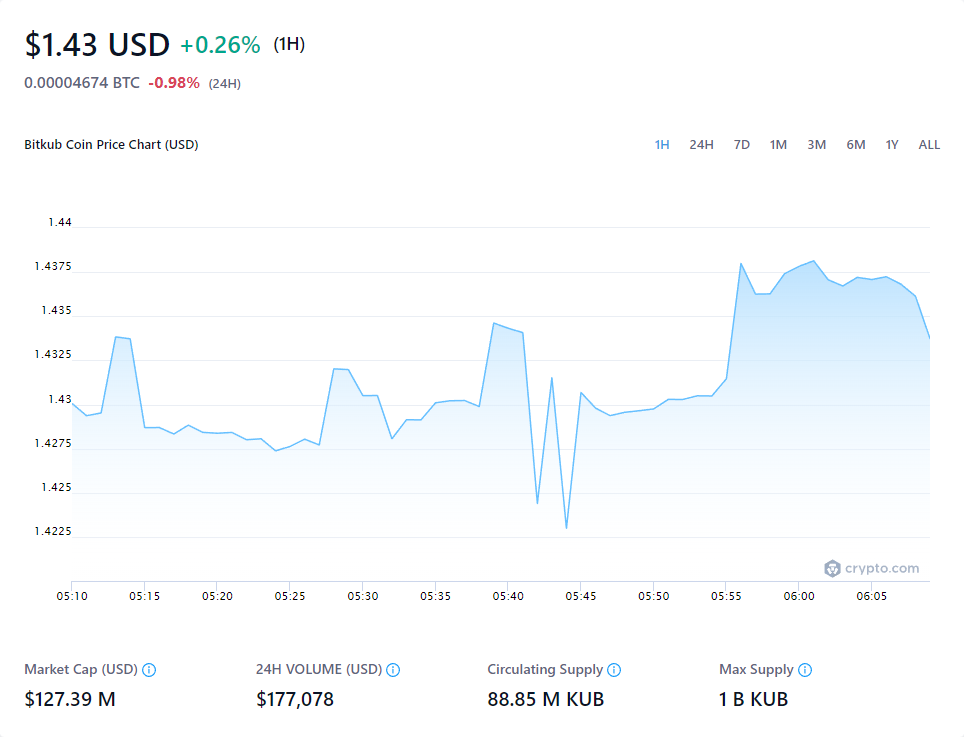 $1.43 USD +0.26% (1H)
0.00004674 BTC -0.98% (24H)
Bitkub Coin Price Chart (USD) 1H 24H 7D 1M 3M 6M 1Y ALL
1.44
1.4375
1.435
1.4325
1.43
1.4275
1.425
1.4225
crypto.com
05:10 05:15 05:20 05:25 05:30 05:35 05:40 05:45 05:50 05:55 06:00 06:05
Market Cap (USD) 24H VOLUME (USD) Circulating Supply Max Supply
$127.39 M $177,078 88.85 M KUB 1 B KUB